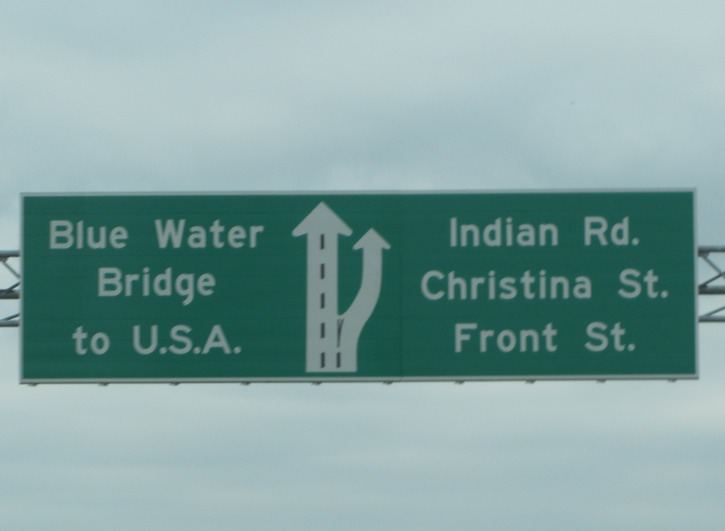 Blue Water
Bridge
to U.S.A.
Indian Rd.
Christina St.
Front St.